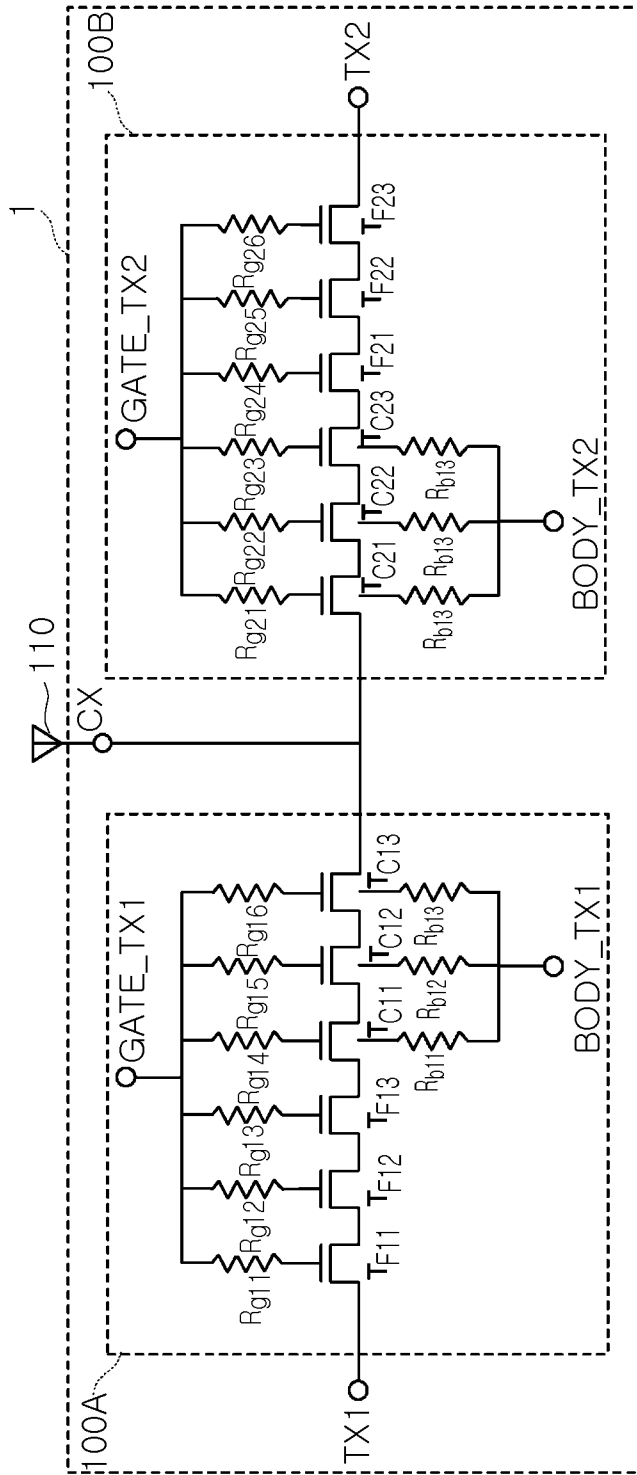 1
110
CX
100A
100B
GATE_TX1
GATE_TX2
Rg11
Rg12
Rg13
Rg14
Rg15
Rg16
Rg21
Rg22
Rg23
Rg24
Rg25
Rg26
TX1
TF11
TF12
TF13
TC11
TC12
TC13
TC21
TC22
TC23
TF21
TF22
TF23
TX2
Rb11
Rb12
Rb13
Rb13
Rb13
Rb13
BODY_TX1
BODY_TX2